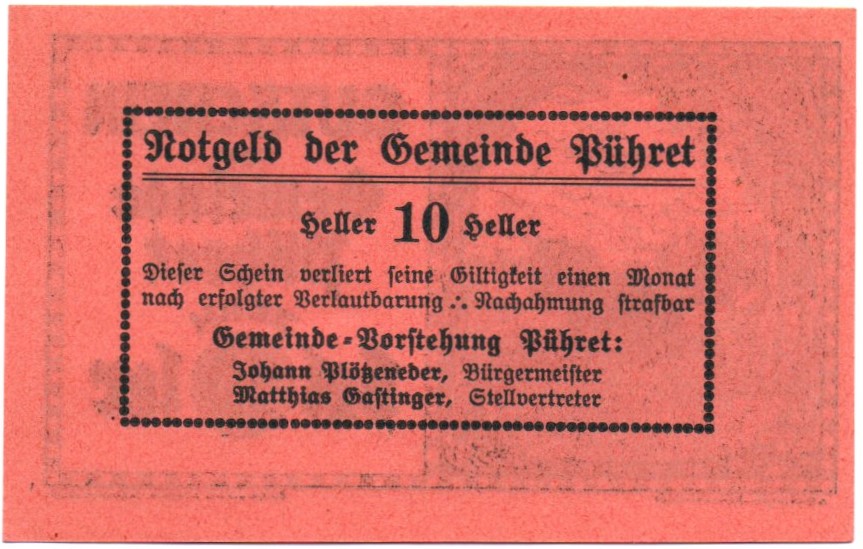 Notgeld der Gemeinde Pühret
Heller 10 Heller
Dieser Schein verliert seine Giltigkeit einen Monat
nach erfolgter Verlautbarung ∴ Nachahmung strafbar
Gemeinde-Vorstehung Pühret:
Johann Plötzeneder, Bürgermeister
Matthias Gastinger, Stellvertreter